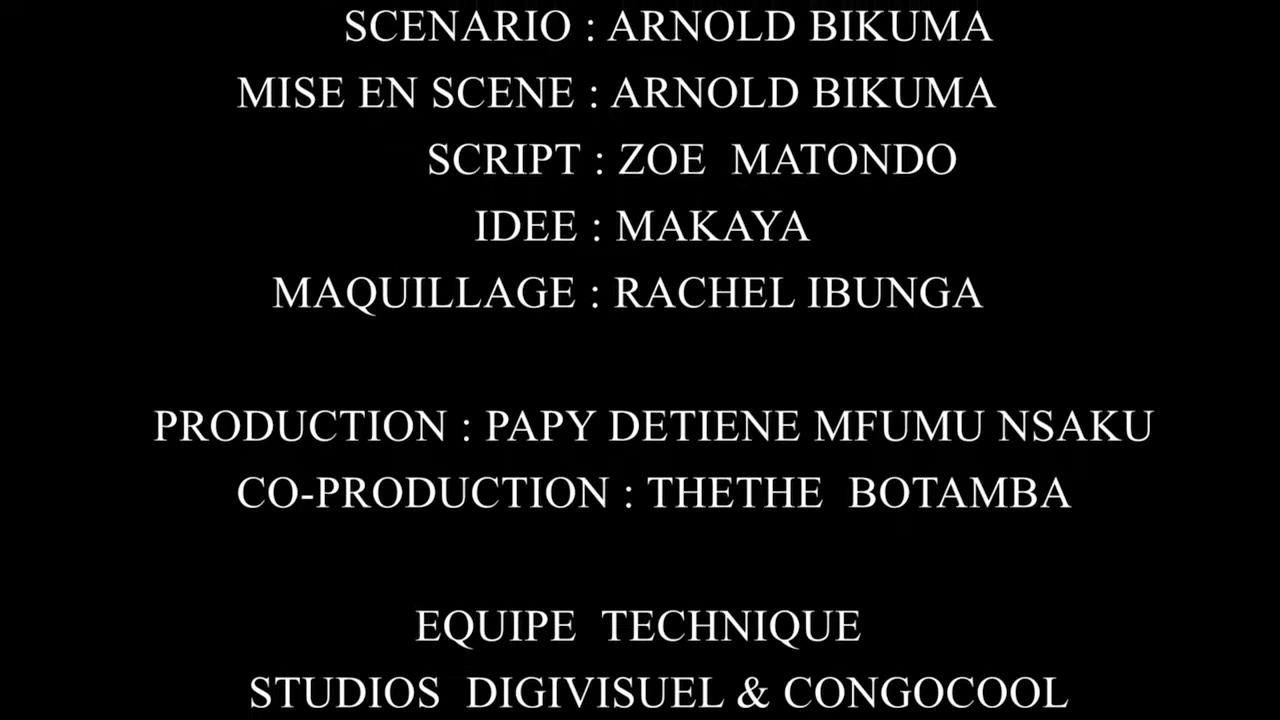 SCENARIO : ARNOLD BIKUMA
MISE EN SCENE : ARNOLD BIKUMA
SCRIPT : ZOE MATONDO
IDEE : MAKAYA
MAQUILLAGE : RACHEL IBUNGA
PRODUCTION : PAPY DETIENE MFUMU NSAKU
CO-PRODUCTION : THETHE BOTAMBA
EQUIPE TECHNIQUE
STUDIOS DIGIVISUEL & CONGOCOOL